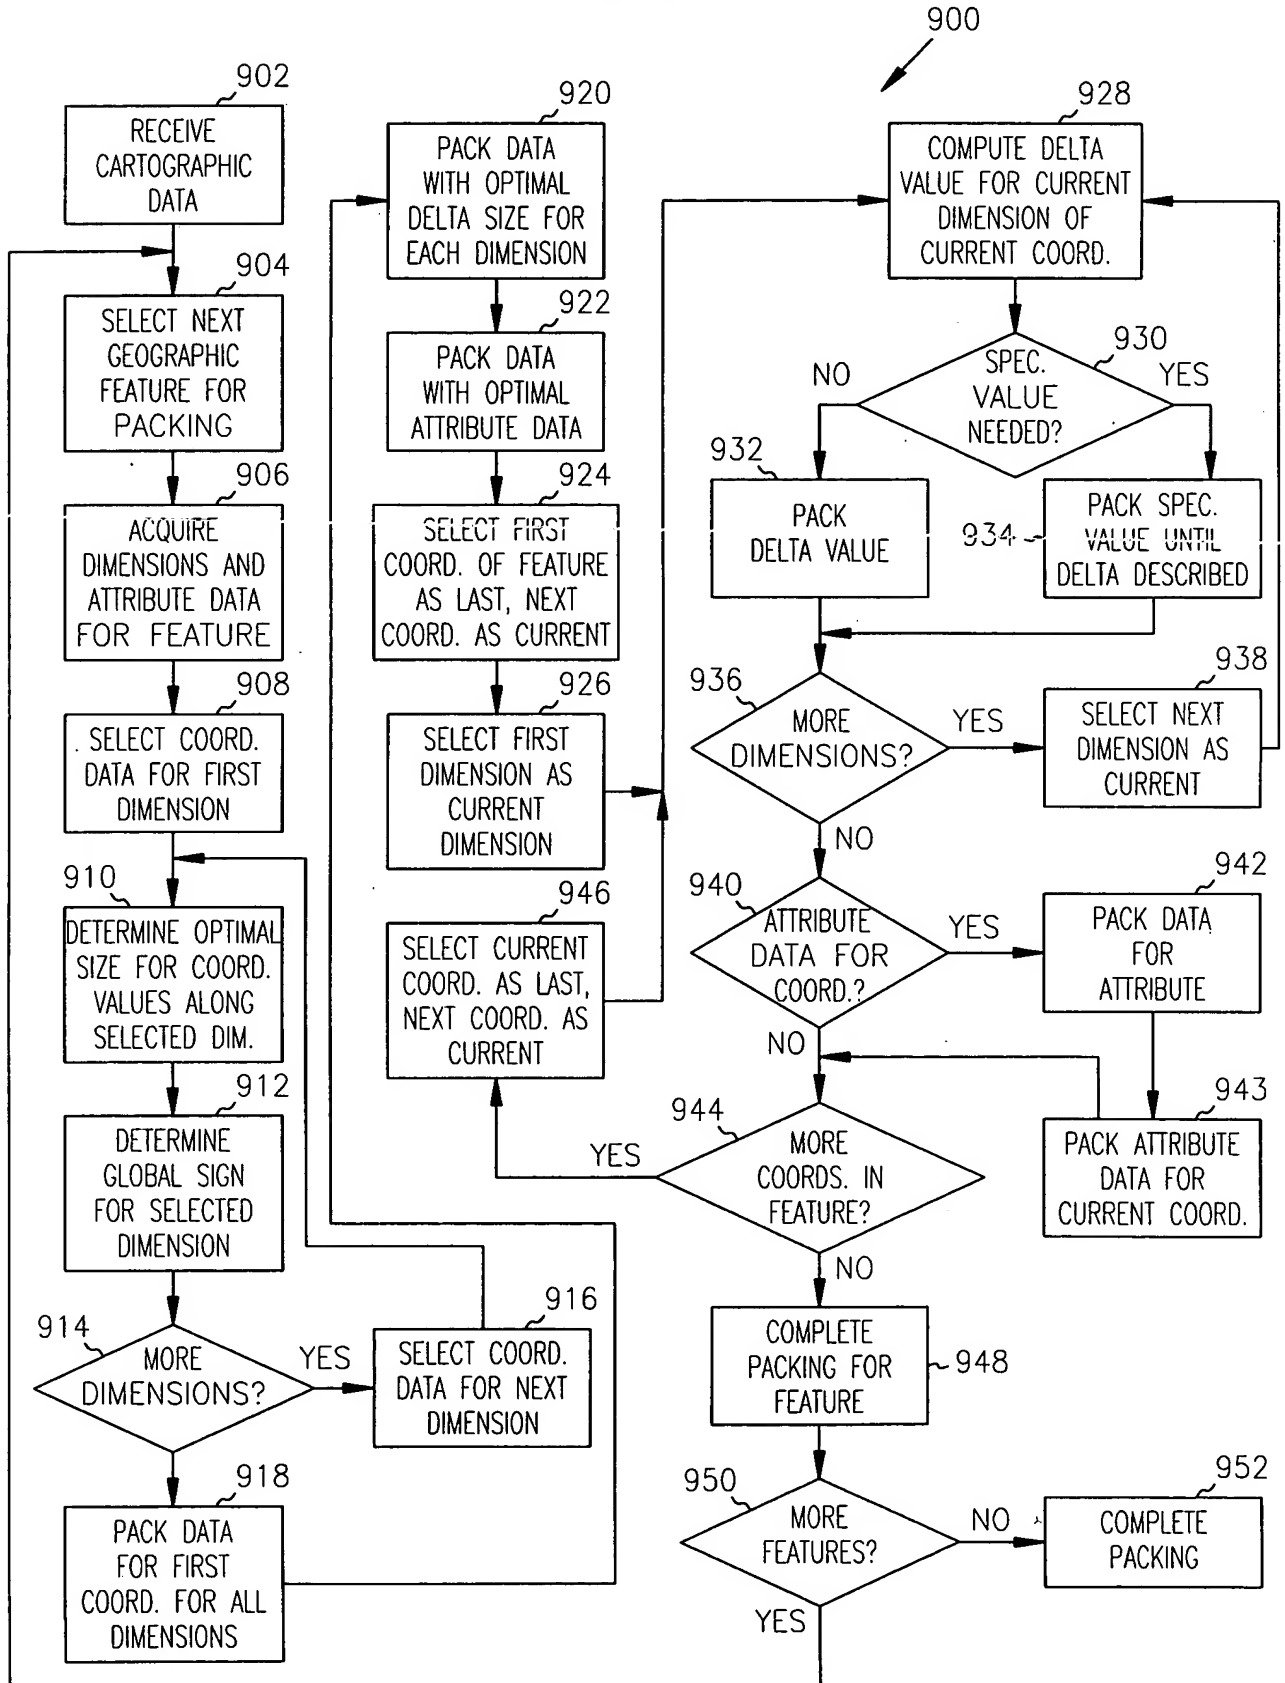 900
902
RECEIVE
CARTOGRAPHIC
DATA
904
SELECT NEXT
GEOGRAPHIC
FEATURE FOR
PACKING
906
ACQUIRE
DIMENSIONS AND
ATTRIBUTE DATA
FOR FEATURE
908
SELECT COORD.
DATA FOR FIRST
DIMENSION
910
DETERMINE OPTIMAL
SIZE FOR COORD.
VALUES ALONG
SELECTED DIM.
912
DETERMINE
GLOBAL SIGN
FOR SELECTED
DIMENSION
914
MORE
DIMENSIONS?
YES
916
SELECT COORD.
DATA FOR NEXT
DIMENSION
918
PACK DATA
FOR FIRST
COORD. FOR ALL
DIMENSIONS
920
PACK DATA
WITH OPTIMAL
DELTA SIZE FOR
EACH DIMENSION
922
PACK DATA
WITH OPTIMAL
ATTRIBUTE DATA
924
SELECT FIRST
COORD. OF FEATURE
AS LAST, NEXT
COORD. AS CURRENT
926
SELECT FIRST
DIMENSION AS
CURRENT
DIMENSION
946
SELECT CURRENT
COORD. AS LAST,
NEXT COORD. AS
CURRENT
928
COMPUTE DELTA
VALUE FOR CURRENT
DIMENSION OF
CURRENT COORD.
930
SPEC.
VALUE
NEEDED?
NO
YES
932
PACK
DELTA VALUE
934
PACK SPEC.
VALUE UNTIL
DELTA DESCRIBED
936
MORE
DIMENSIONS?
YES
NO
938
SELECT NEXT
DIMENSION AS
CURRENT
940
ATTRIBUTE
DATA FOR
COORD.?
YES
NO
942
PACK DATA
FOR
ATTRIBUTE
943
PACK ATTRIBUTE
DATA FOR
CURRENT COORD.
944
MORE
COORDS. IN
FEATURE?
YES
NO
948
COMPLETE
PACKING FOR
FEATURE
950
MORE
FEATURES?
NO
YES
952
COMPLETE
PACKING